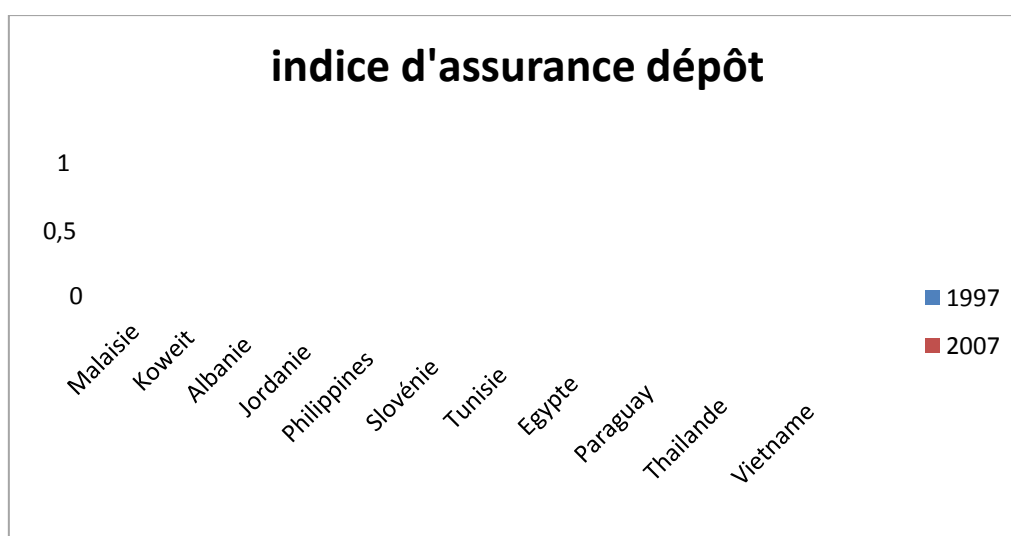 indice d'assurance dépôt
1
0,5
0
Malaisie
Koweit
Albanie
Jordanie
Philippines
Slovénie
Tunisie
Egypte
Paraguay
Thailande
Vietname
1997
2007